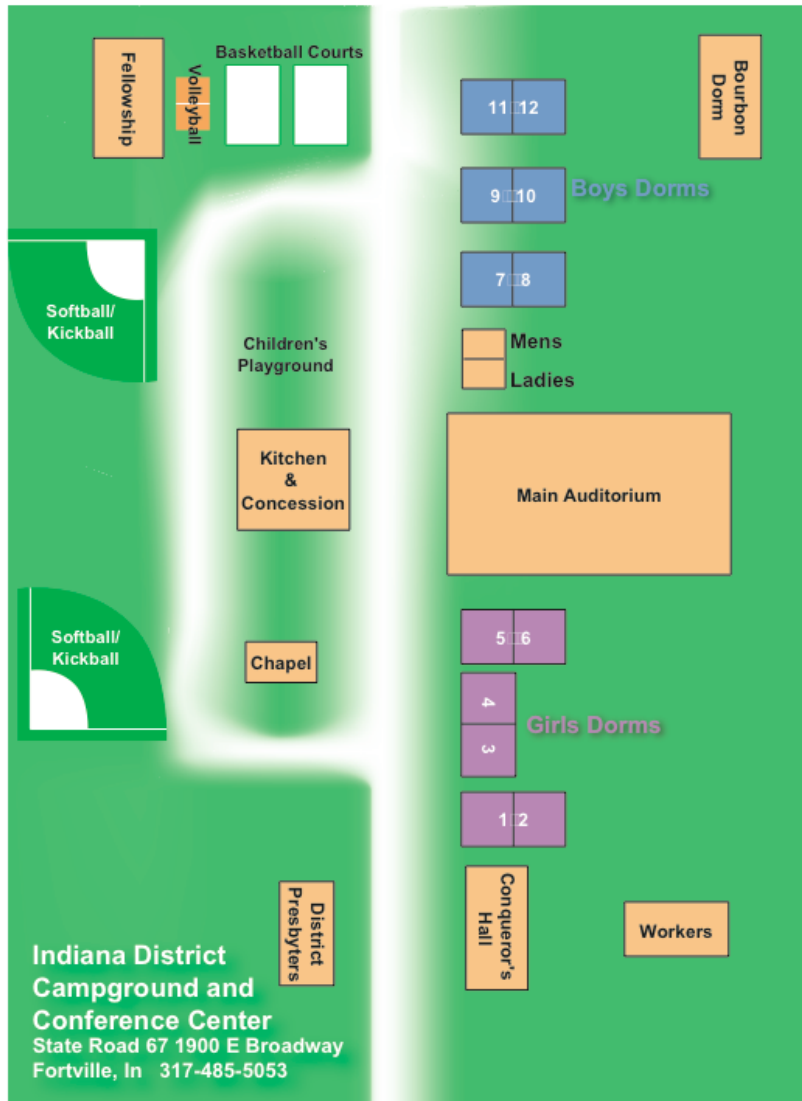 Basketball Courts
Fellowship
Volleyball
11 12
Bourbon
Dorm
9 10
Boys Dorms
7 8
Softball/
Kickball
Children's
Playground
Mens
Ladies
Kitchen
&
Concession
Main Auditorium
5 6
Softball/
Kickball
Chapel
4
3
Girls Dorms
1 2
District
Presbyters
Conqueror's
Hall
Workers
Indiana District
Campground and
Conference Center
State Road 67 1900 E Broadway
Fortville, In 317-485-5053